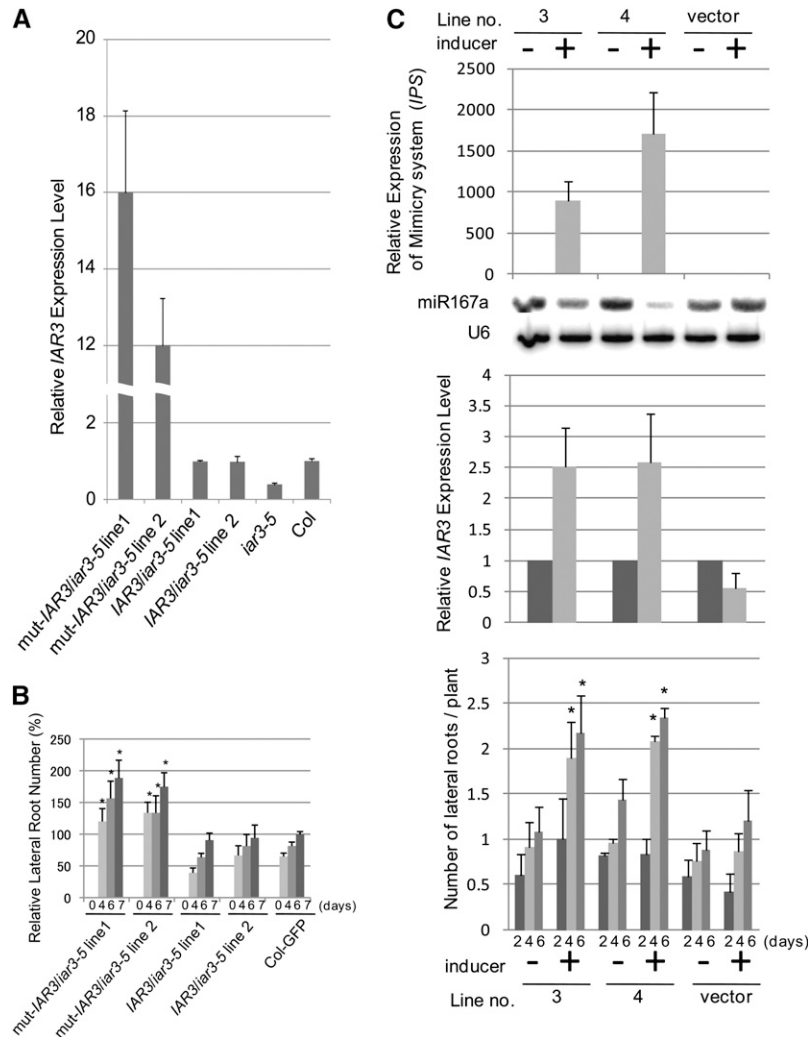 A
Relative IAR3 Expression Level
20
18
16
14
12
2
1
0
mut-IAR3/iar3-5 line1
mut-IAR3/iar3-5 line 2
IAR3/iar3-5 line1
IAR3/iar3-5 line 2
iar3-5
Col
B
Relative Lateral Root Number (%)
250
200
150
100
50
0
* * *
* * *
0 4 6 7 0 4 6 7 0 4 6 7 0 4 6 7 0 4 6 7 (days)
mut-IAR3/iar3-5 line1
mut-IAR3/iar3-5 line 2
IAR3/iar3-5 line1
IAR3/iar3-5 line 2
Col-GFP
C
Line no. 3 4 vector
inducer - + - + - +
Relative Expression
of Mimicry system (IPS)
2500
2000
1500
1000
500
0
miR167a
U6
Relative IAR3 Expression Level
4
3.5
3
2.5
2
1.5
1
0.5
0
Number of lateral roots / plant
3
2.5
2
1.5
1
0.5
0
* *
* *
2 4 6 2 4 6 2 4 6 2 4 6 2 4 6 2 4 6 (days)
inducer - + - + - +
Line no. 3 4 vector